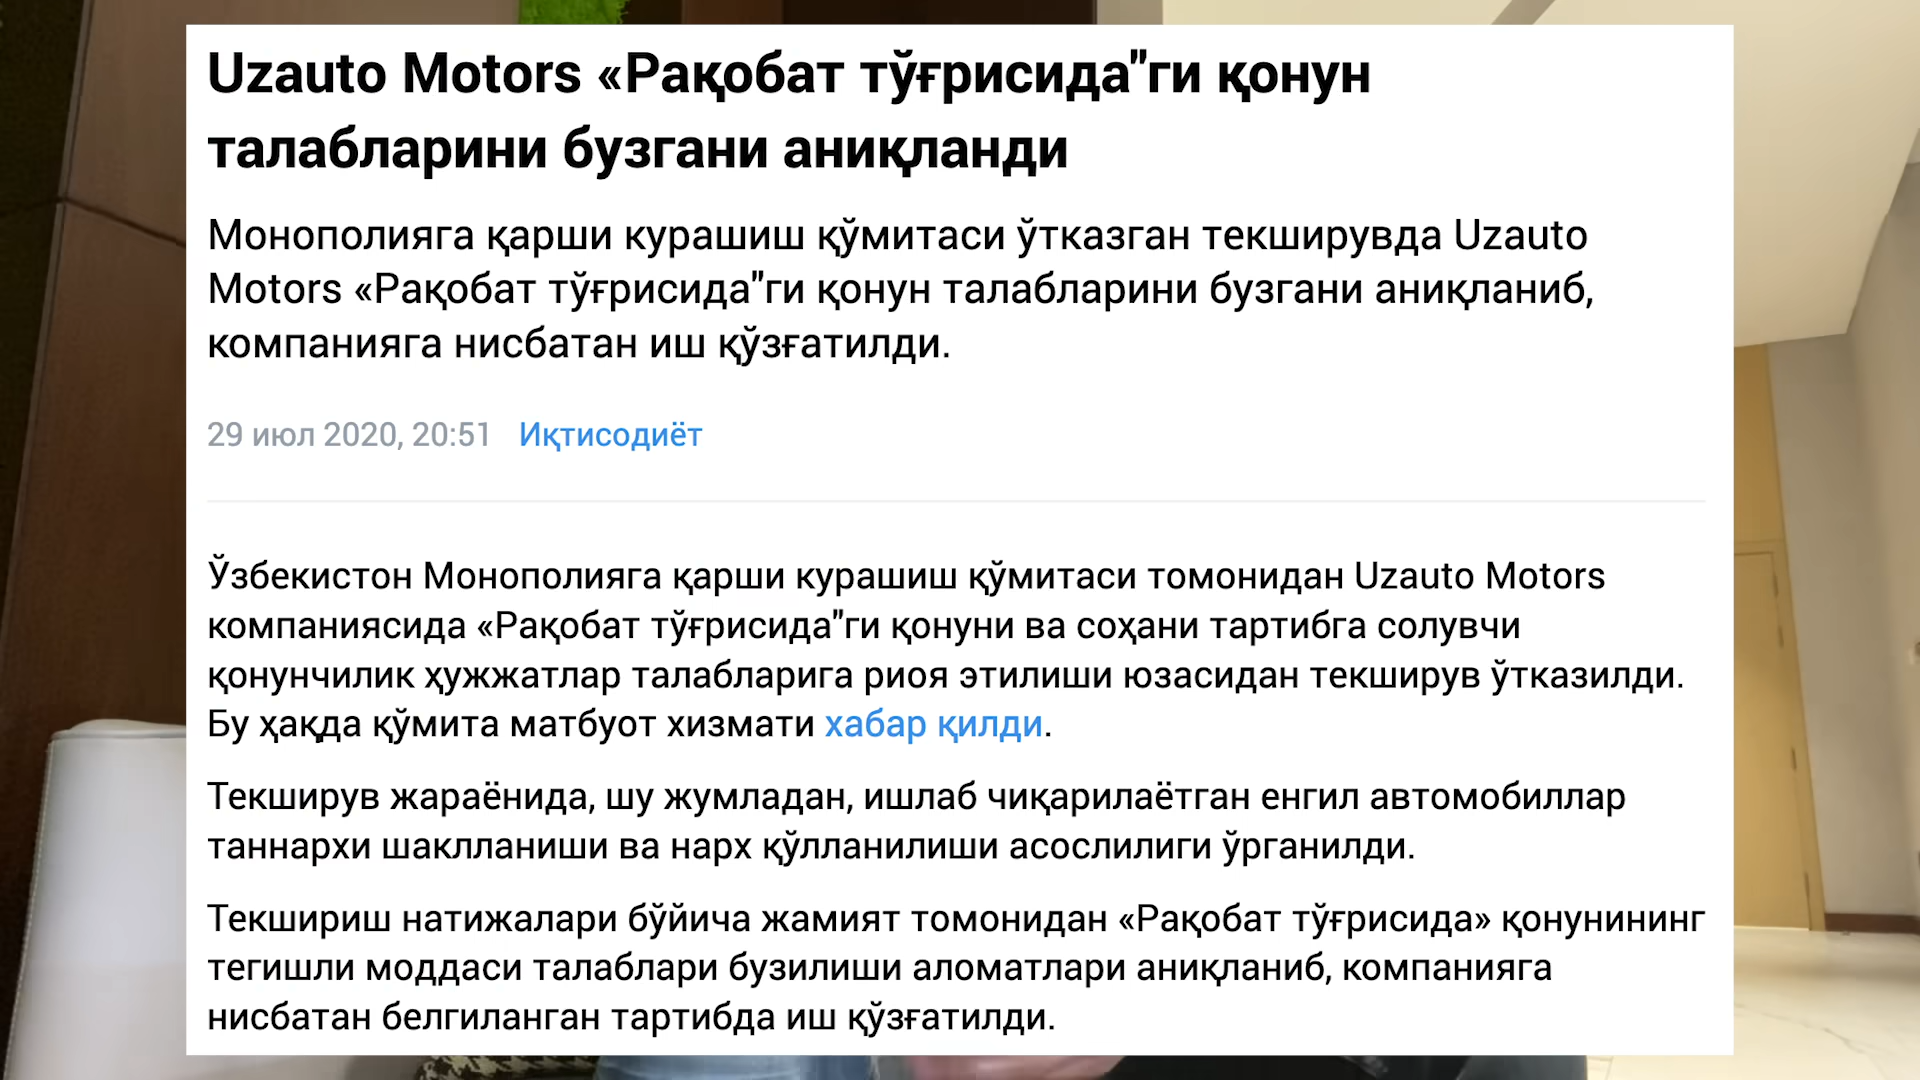 Uzauto Motors «Рақобат тўғрисида"ги қонун
талабларини бузгани аниқланди
Монополияга қарши курашиш қўмитаси ўтказган текширувда Uzauto
Motors «Рақобат тўғрисида"ги қонун талабларини бузгани аниқланиб,
компанияга нисбатан иш қўзғатилди.
29 июл 2020, 20:51 Иқтисодиёт
Ўзбекистон Монополияга қарши курашиш қўмитаси томонидан Uzauto Motors
компаниясида «Рақобат тўғрисида"ги қонуни ва соҳани тартибга солувчи
қонунчилик ҳужжатлар талабларига риоя этилиши юзасидан текширув ўтказилди.
Бу ҳақда қўмита матбуот хизмати хабар қилди.
Текширув жараёнида, шу жумладан, ишлаб чиқарилаётган енгил автомобиллар
таннархи шаклланиши ва нарх қўлланилиши асослилиги ўрганилди.
Текшириш натижалари бўйича жамият томонидан «Рақобат тўғрисида» қонунининг
тегишли моддаси талаблари бузилиши аломатлари аниқланиб, компанияга
нисбатан белгиланган тартибда иш қўзғатилди.